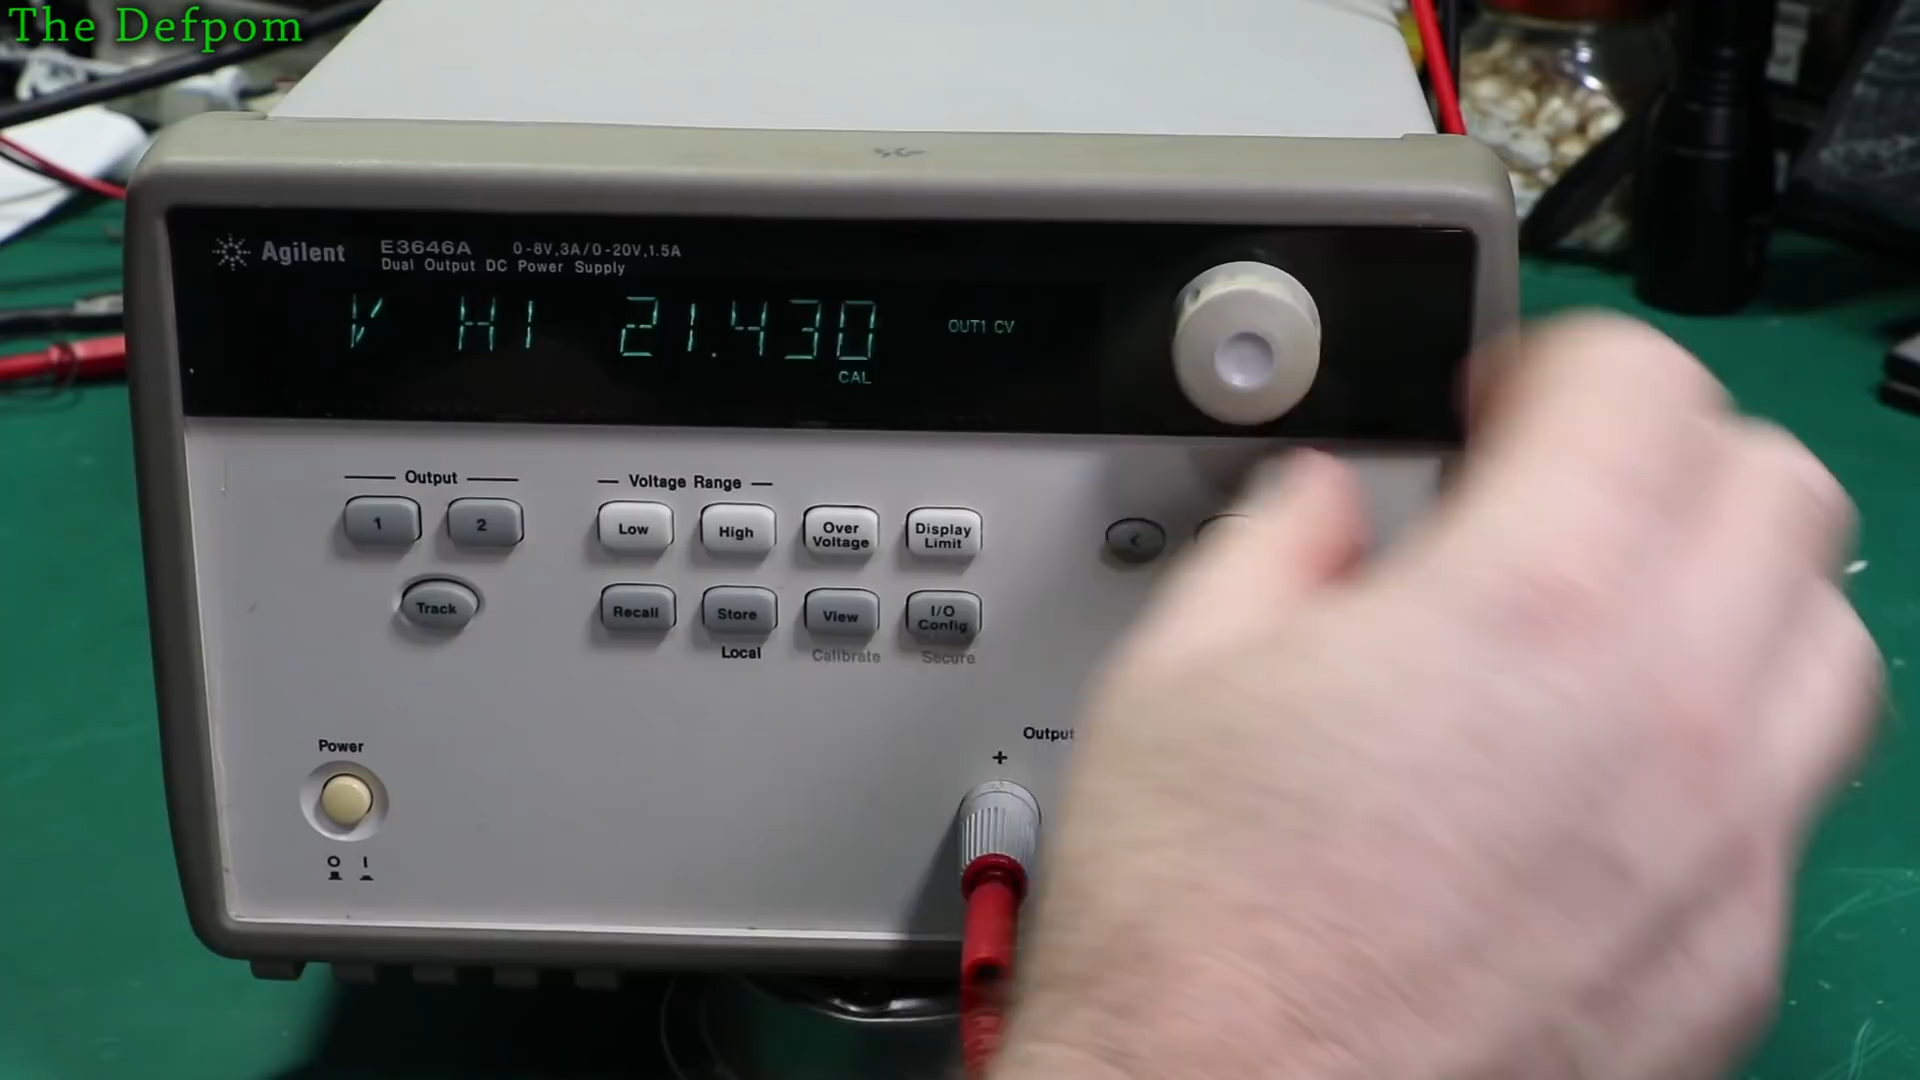 The Defpom
Agilent
E3646A 0-8V,3A/0-20V,1.5A
Dual Output DC Power Supply
V HI 21.430
OUT1 CV
CAL
Output
Voltage Range
1
2
Low
High
Over
Voltage
Display
Limit
<
Track
Recall
Store
View
I/O
Config
Local
Calibrate
Secure
Power
Output
+
O I